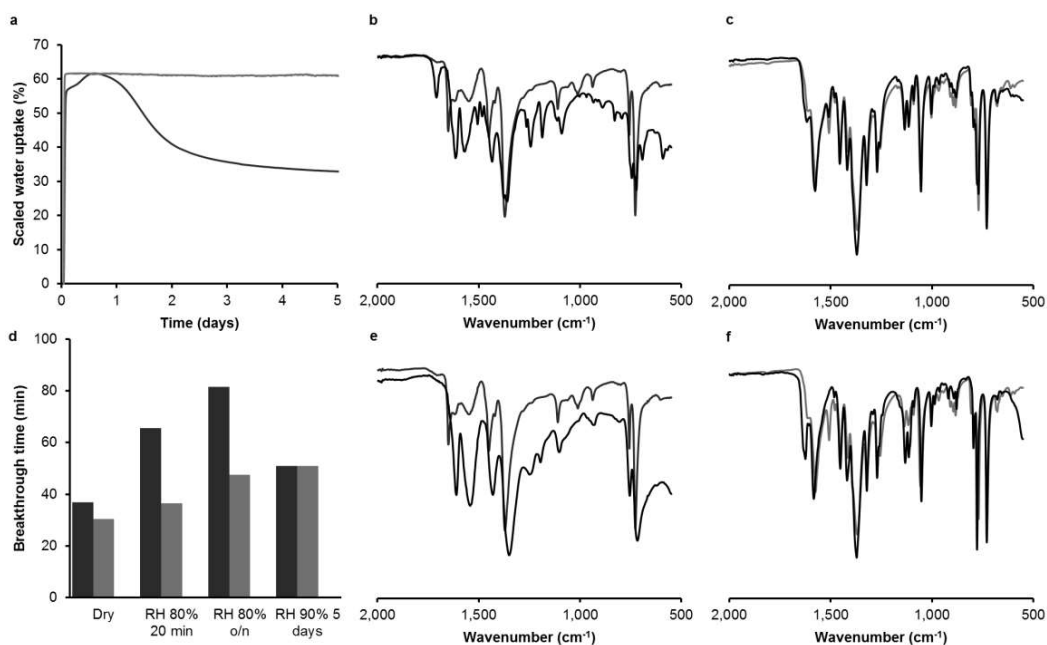 a
70
60
50
40
30
20
10
0
Scaled water uptake (%)
0 1 2 3 4 5
Time (days)
b
2,000 1,500 1,000 500
Wavenumber (cm⁻¹)
c
2,000 1,500 1,000 500
Wavenumber (cm⁻¹)
d
100
80
60
40
20
0
Breakthrough time (min)
Dry RH 80% RH 80% RH 90% 5
20 min o/n days
e
2,000 1,500 1,000 500
Wavenumber (cm⁻¹)
f
2,000 1,500 1,000 500
Wavenumber (cm⁻¹)